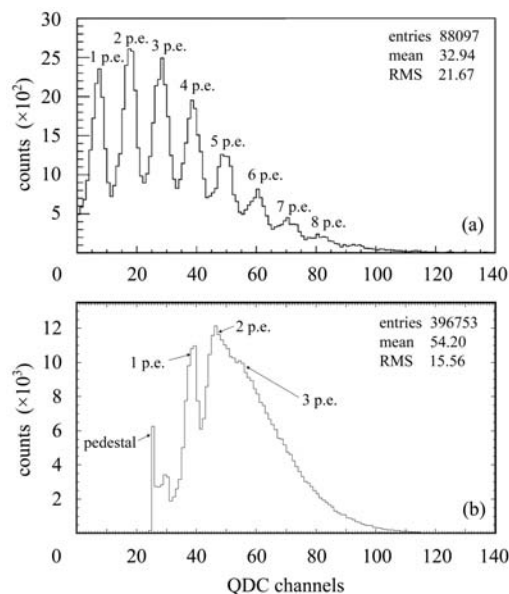 30
25
20
15
10
5
counts (×10²)
1 p.e.
2 p.e.
3 p.e.
4 p.e.
5 p.e.
6 p.e.
7 p.e.
8 p.e.
entries 88097
mean 32.94
RMS 21.67
(a)
0 20 40 60 80 100 120 140
12
10
8
6
4
2
counts (×10³)
pedestal
1 p.e.
2 p.e.
3 p.e.
entries 396753
mean 54.20
RMS 15.56
(b)
0 20 40 60 80 100 120 140
QDC channels